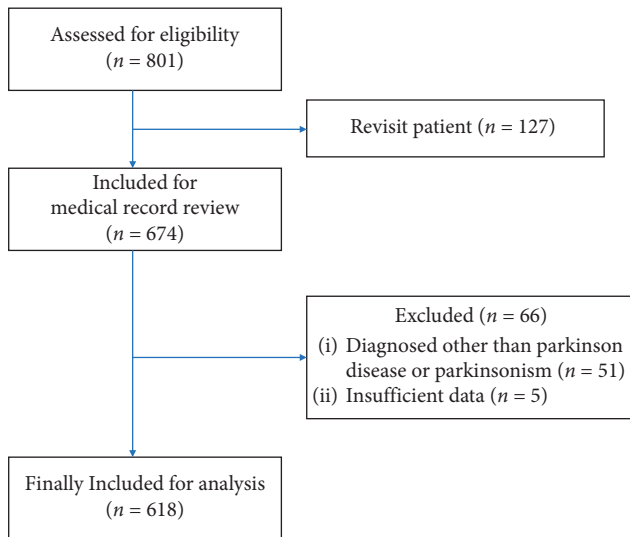 Assessed for eligibility
(n = 801)
Revisit patient (n = 127)
Included for
medical record review
(n = 674)
Excluded (n = 66)
(i) Diagnosed other than parkinson
disease or parkinsonism (n = 51)
(ii) Insufficient data (n = 5)
Finally Included for analysis
(n = 618)